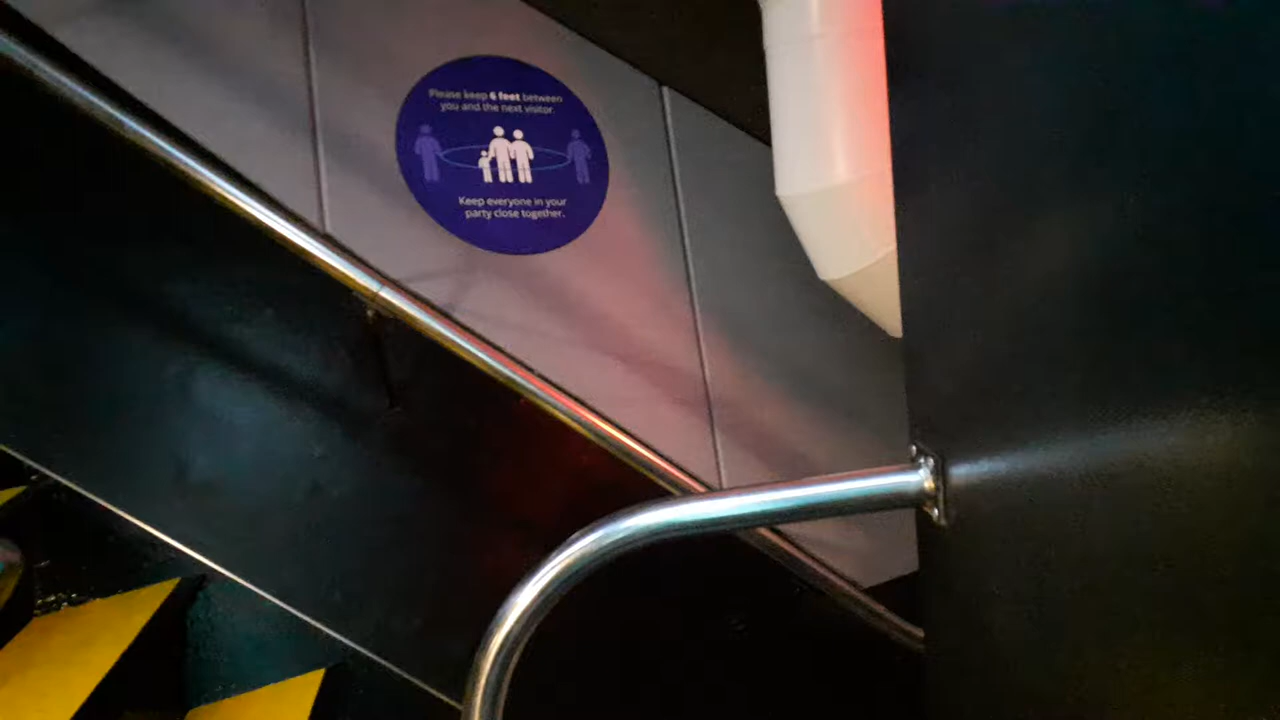 Please keep 6 feet between
you and the next visitor.
Keep everyone in your
party close together.